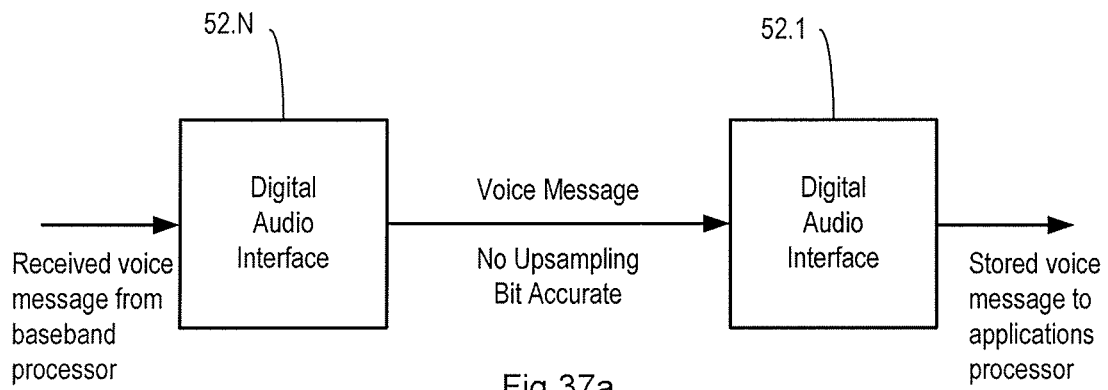 52.N
52.1
Digital
Audio
Interface
Voice Message
No Upsampling
Bit Accurate
Digital
Audio
Interface
Received voice
message from
baseband
processor
Stored voice
message to
applications
processor
Fig 37a